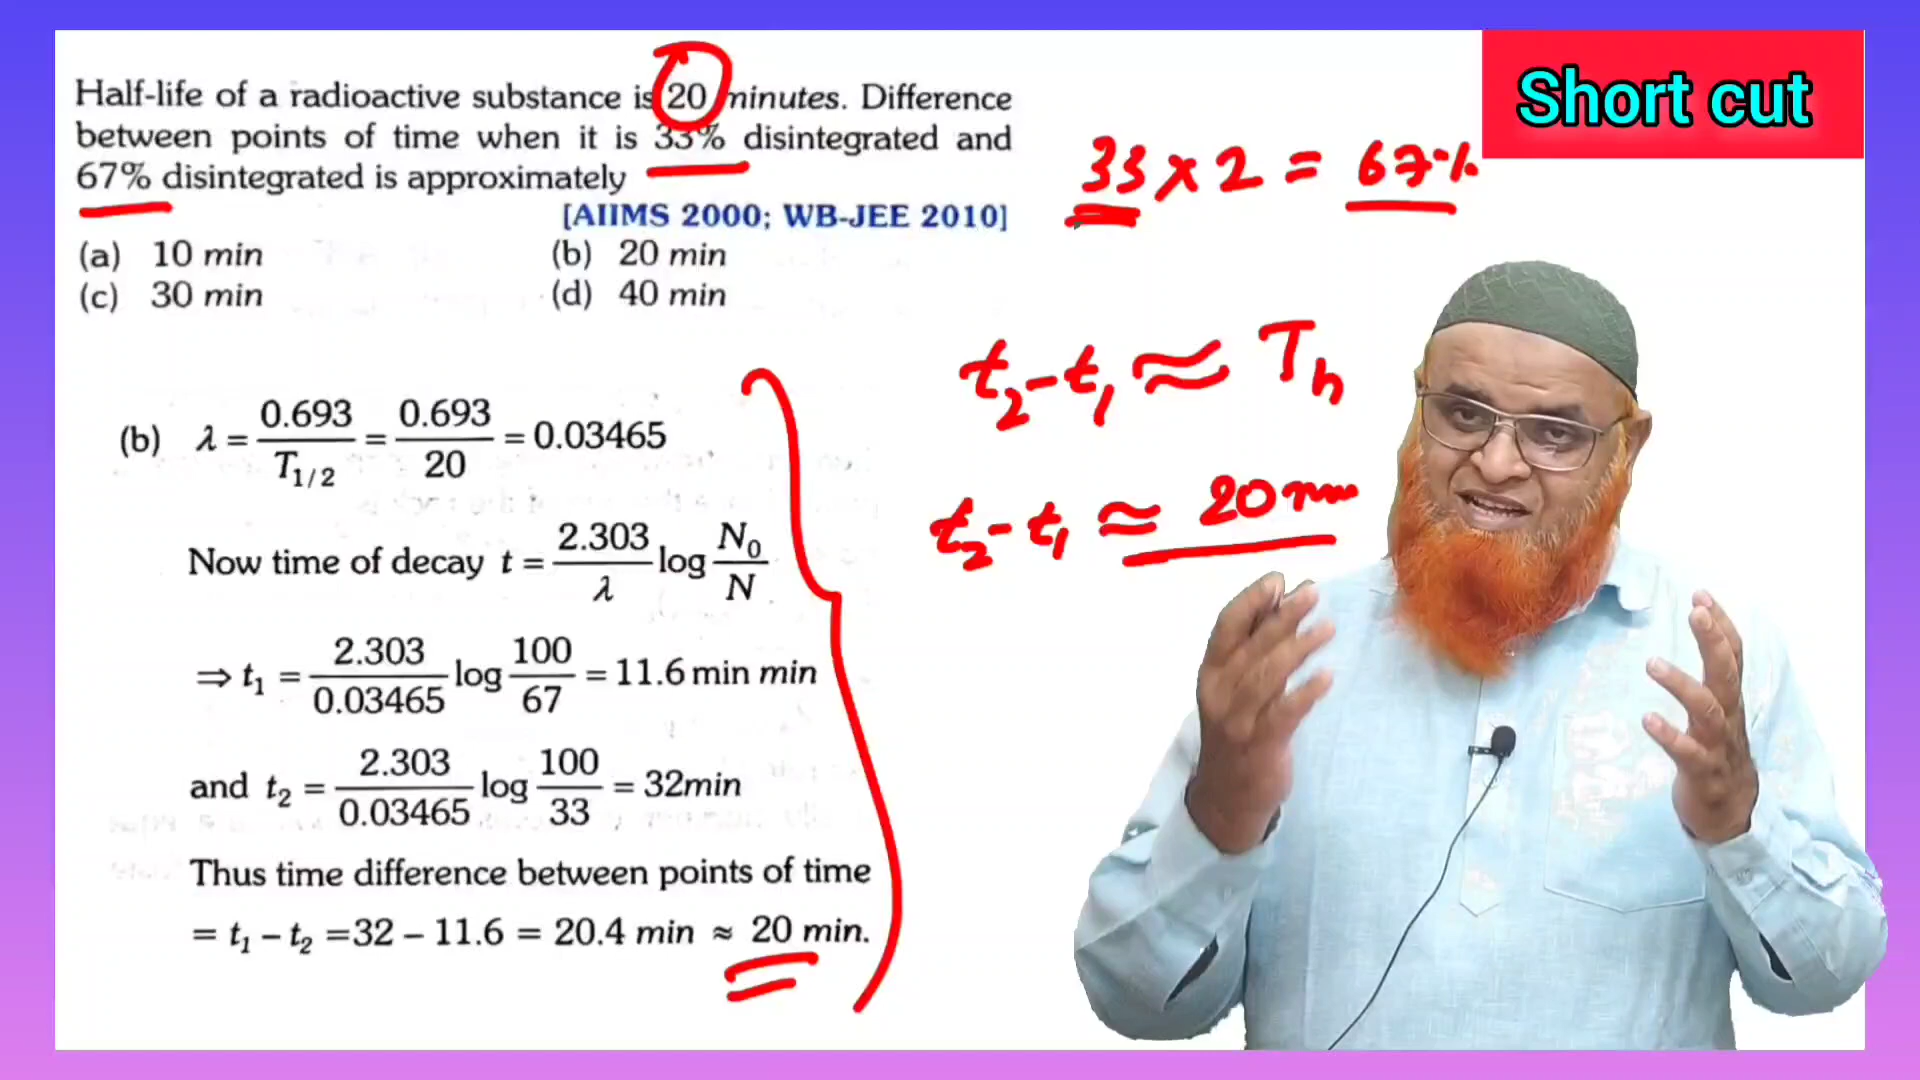 Half-life of a radioactive substance is 20 minutes. Difference
between points of time when it is 33% disintegrated and
67% disintegrated is approximately
[AIIMS 2000; WB-JEE 2010]
(a) 10 min (b) 20 min
(c) 30 min (d) 40 min
(b) λ = 0.693 / T1/2 = 0.693 / 20 = 0.03465
Now time of decay t = 2.303 / λ log N0 / N
⇒ t1 = 2.303 / 0.03465 log 100 / 67 = 11.6 min min
and t2 = 2.303 / 0.03465 log 100 / 33 = 32min
Thus time difference between points of time
= t1 – t2 =32 – 11.6 = 20.4 min ≈ 20 min.
Short cut
33 x 2 = 67%
t2-t1 ≈ Th
t2-t1 ≈ 20